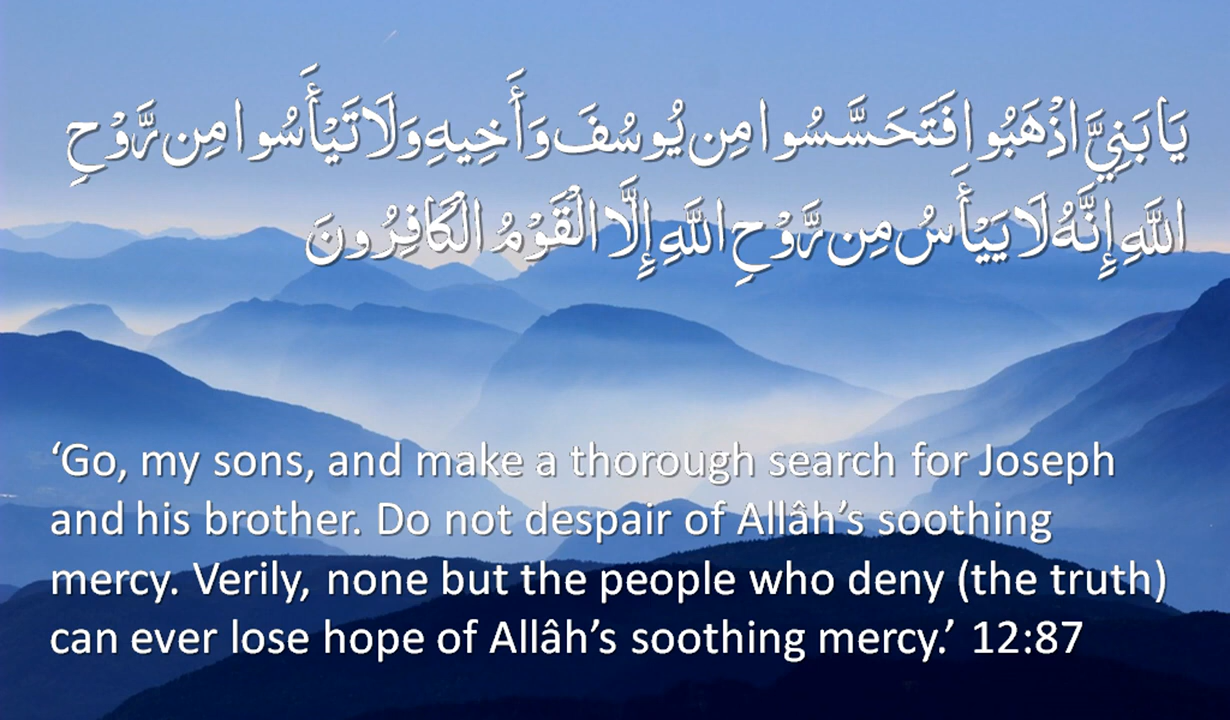 يَا بَنِيَّ اذْهَبُوا فَتَحَسَّسُوا مِن يُوسُفَ وَأَخِيهِ وَلَا تَيْأَسُوا مِن رَّوْحِ
اللَّهِ إِنَّهُ لَا يَيْأَسُ مِن رَّوْحِ اللَّهِ إِلَّا الْقَوْمُ الْكَافِرُونَ
‘Go, my sons, and make a thorough search for Joseph
and his brother. Do not despair of Allâh’s soothing
mercy. Verily, none but the people who deny (the truth)
can ever lose hope of Allâh’s soothing mercy.’ 12:87